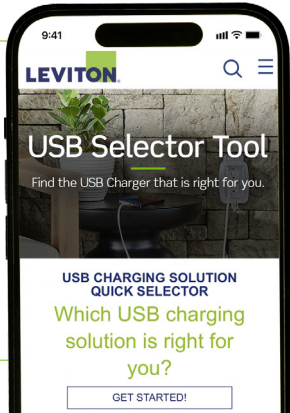 9:41
LEVITON.
USB Selector Tool
Find the USB Charger that is right for you.
USB CHARGING SOLUTION
QUICK SELECTOR
Which USB charging
solution is right for
you?
GET STARTED!